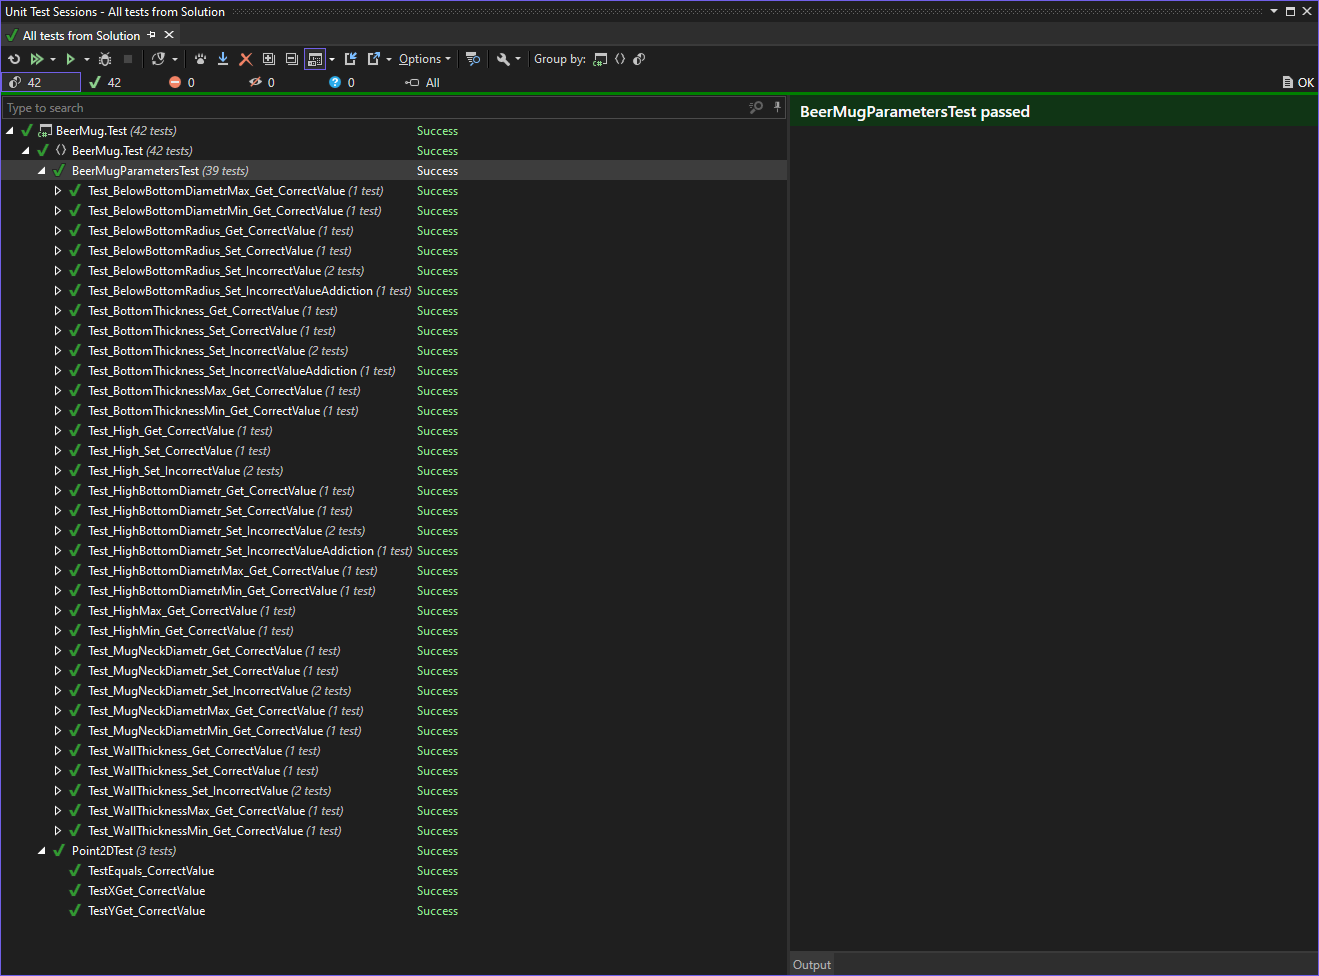 Unit Test Sessions - All tests from Solution
All tests from Solution
Options
Group by:
42
42
0
0
0
All
OK
Type to search
BeerMugParametersTest passed
BeerMug.Test (42 tests) Success
BeerMug.Test (42 tests) Success
BeerMugParametersTest (39 tests) Success
Test_BelowBottomDiametrMax_Get_CorrectValue (1 test) Success
Test_BelowBottomDiametrMin_Get_CorrectValue (1 test) Success
Test_BelowBottomRadius_Get_CorrectValue (1 test) Success
Test_BelowBottomRadius_Set_CorrectValue (1 test) Success
Test_BelowBottomRadius_Set_IncorrectValue (2 tests) Success
Test_BelowBottomRadius_Set_IncorrectValueAddiction (1 test) Success
Test_BottomThickness_Get_CorrectValue (1 test) Success
Test_BottomThickness_Set_CorrectValue (1 test) Success
Test_BottomThickness_Set_IncorrectValue (2 tests) Success
Test_BottomThickness_Set_IncorrectValueAddiction (1 test) Success
Test_BottomThicknessMax_Get_CorrectValue (1 test) Success
Test_BottomThicknessMin_Get_CorrectValue (1 test) Success
Test_High_Get_CorrectValue (1 test) Success
Test_High_Set_CorrectValue (1 test) Success
Test_High_Set_IncorrectValue (2 tests) Success
Test_HighBottomDiametr_Get_CorrectValue (1 test) Success
Test_HighBottomDiametr_Set_CorrectValue (1 test) Success
Test_HighBottomDiametr_Set_IncorrectValue (2 tests) Success
Test_HighBottomDiametr_Set_IncorrectValueAddiction (1 test) Success
Test_HighBottomDiametrMax_Get_CorrectValue (1 test) Success
Test_HighBottomDiametrMin_Get_CorrectValue (1 test) Success
Test_HighMax_Get_CorrectValue (1 test) Success
Test_HighMin_Get_CorrectValue (1 test) Success
Test_MugNeckDiametr_Get_CorrectValue (1 test) Success
Test_MugNeckDiametr_Set_CorrectValue (1 test) Success
Test_MugNeckDiametr_Set_IncorrectValue (2 tests) Success
Test_MugNeckDiametrMax_Get_CorrectValue (1 test) Success
Test_MugNeckDiametrMin_Get_CorrectValue (1 test) Success
Test_WallThickness_Get_CorrectValue (1 test) Success
Test_WallThickness_Set_CorrectValue (1 test) Success
Test_WallThickness_Set_IncorrectValue (2 tests) Success
Test_WallThicknessMax_Get_CorrectValue (1 test) Success
Test_WallThicknessMin_Get_CorrectValue (1 test) Success
Point2DTest (3 tests) Success
TestEquals_CorrectValue Success
TestXGet_CorrectValue Success
TestYGet_CorrectValue Success
Output